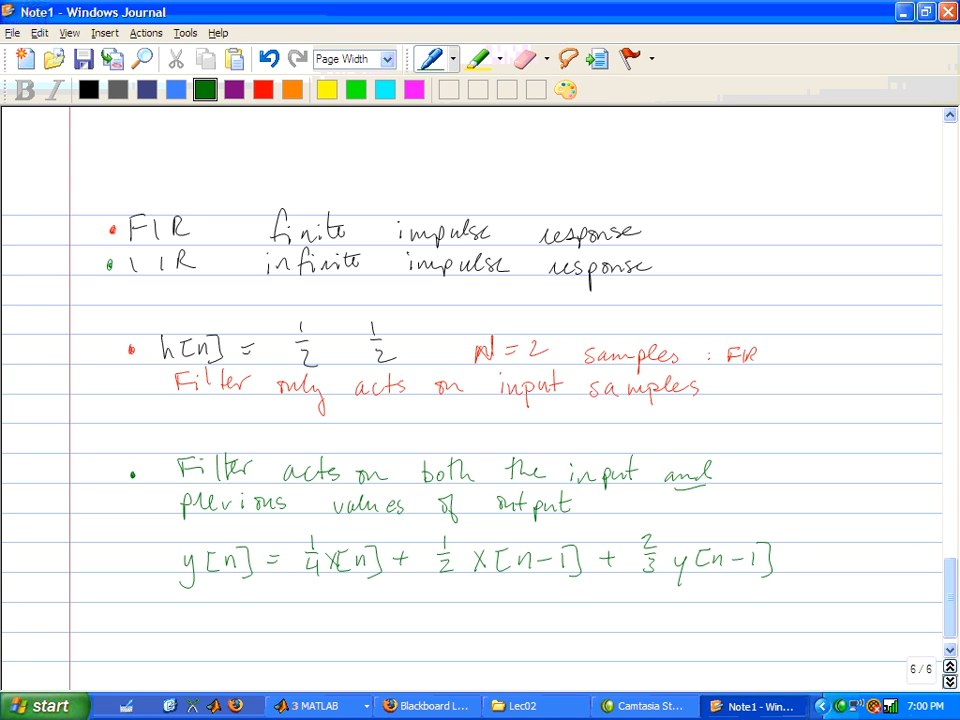 Note1 - Windows Journal
File Edit View Insert Actions Tools Help
Page Width
B I
• FIR finite impulse response
• IIR infinite impulse response
• h[n] = 1/2 1/2 N = 2 samples : FIR
Filter only acts on input samples
• Filter acts on both the input and
previous values of output
y[n] = 1/4 x[n] + 1/2 x[n-1] + 2/3 y[n-1]
6 / 6
start 3 MATLAB Blackboard L... Lec02 Camtasia St... Note1 - Win... 7:00 PM